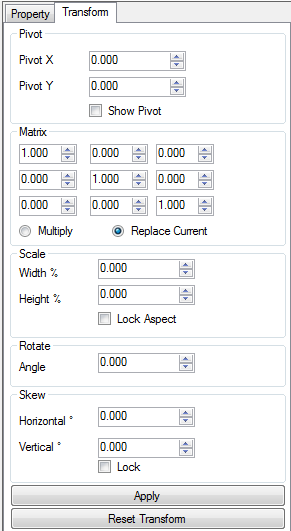 Property Transform
Pivot
Pivot X 0.000
Pivot Y 0.000
Show Pivot
Matrix
1.000 0.000 0.000
0.000 1.000 0.000
0.000 0.000 1.000
Multiply Replace Current
Scale
Width % 0.000
Height % 0.000
Lock Aspect
Rotate
Angle 0.000
Skew
Horizontal ° 0.000
Vertical ° 0.000
Lock
Apply
Reset Transform